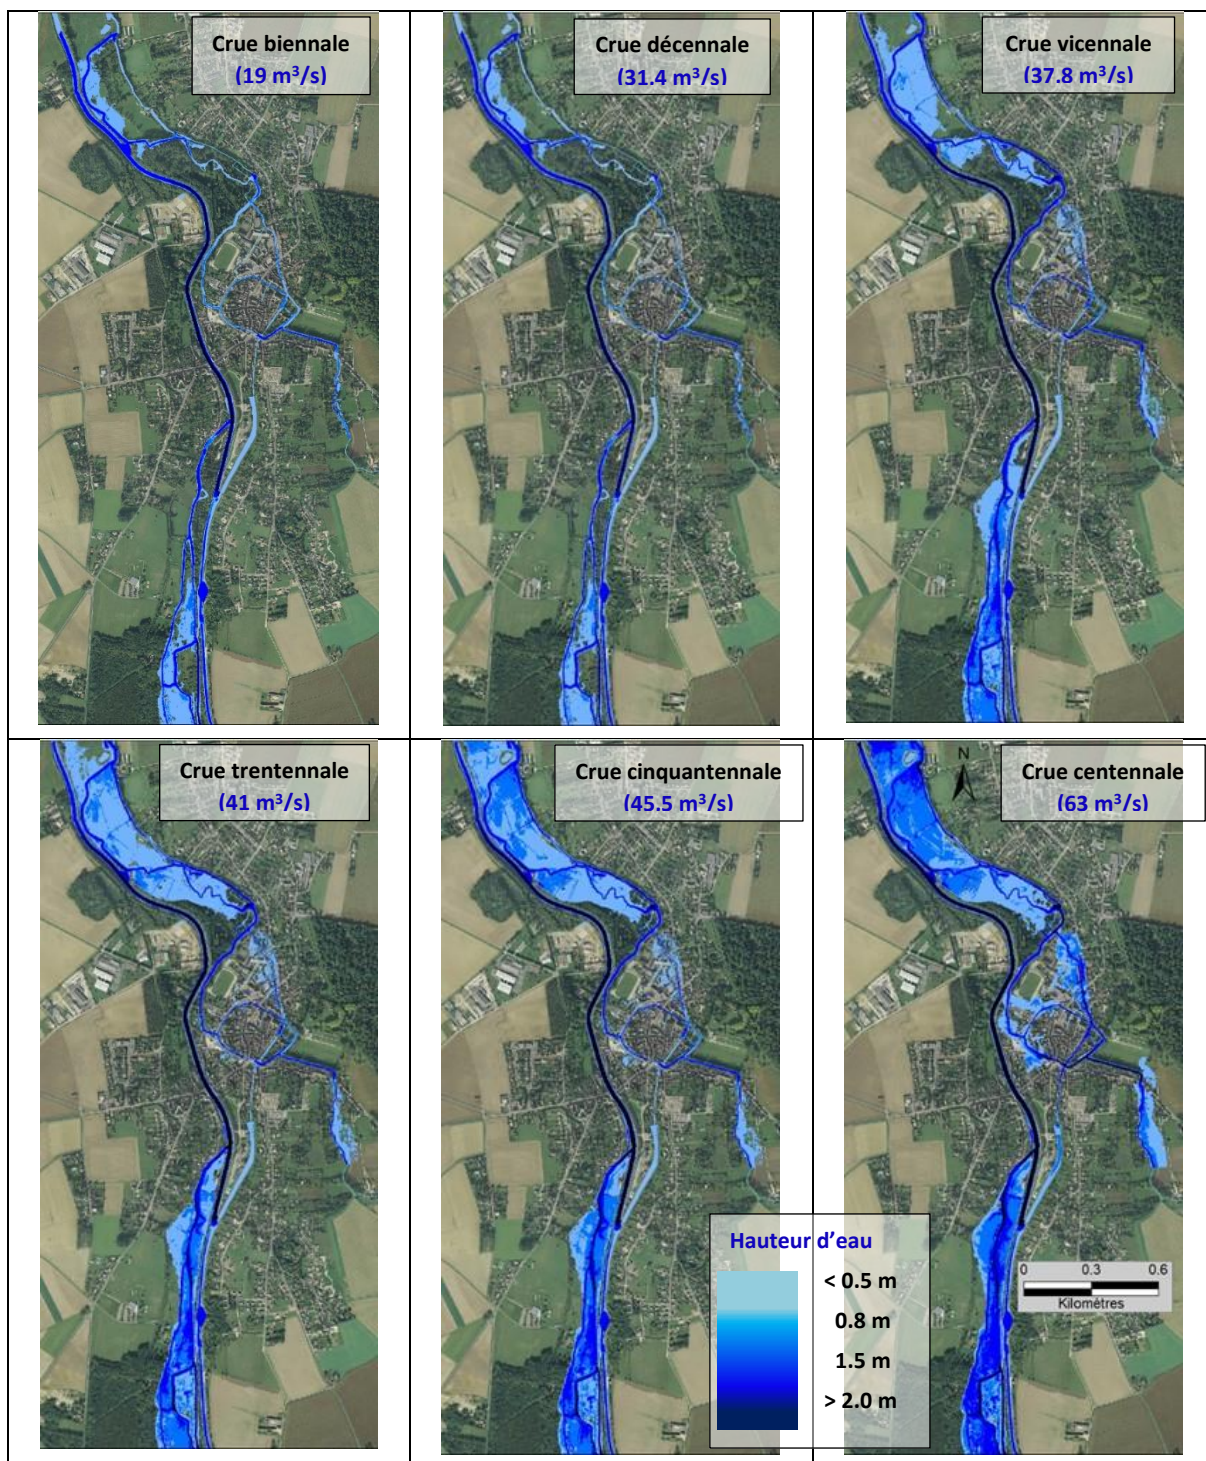 Crue biennale
(19 m³/s)
Crue décennale
(31.4 m³/s)
Crue vicennale
(37.8 m³/s)
Crue trentennale
(41 m³/s)
Crue cinquantennale
(45.5 m³/s)
N
Crue centennale
(63 m³/s)
Hauteur d'eau
< 0.5 m
0.8 m
1.5 m
> 2.0 m
0 0.3 0.6
Kilomètres